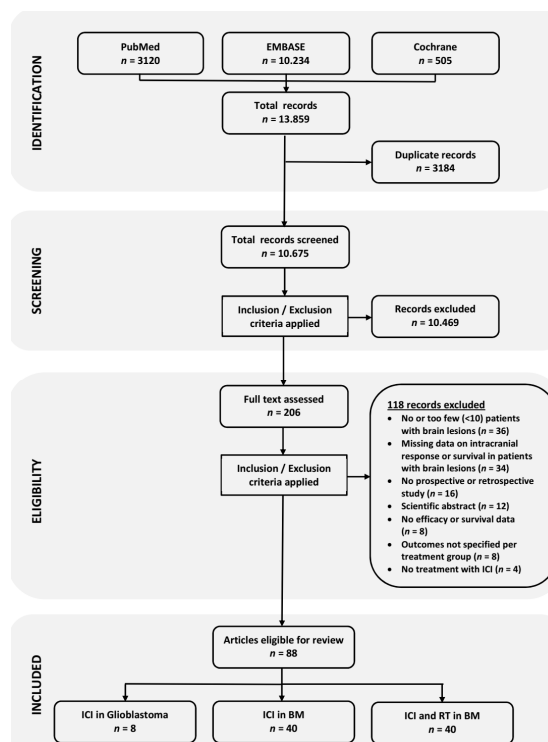 IDENTIFICATION
PubMed
n = 3120
EMBASE
n = 10.234
Cochrane
n = 505
Total records
n = 13.859
Duplicate records
n = 3184
SCREENING
Total records screened
n = 10.675
Inclusion / Exclusion
criteria applied
Records excluded
n = 10.469
ELIGIBILITY
Full text assessed
n = 206
Inclusion / Exclusion
criteria applied
118 records excluded
• No or too few (<10) patients
with brain lesions (n = 36)
• Missing data on intracranial
response or survival in patients
with brain lesions (n = 34)
• No prospective or retrospective
study (n = 16)
• Scientific abstract (n = 12)
• No efficacy or survival data
(n = 8)
• Outcomes not specified per
treatment group (n = 8)
• No treatment with ICI (n = 4)
INCLUDED
Articles eligible for review
n = 88
ICI in Glioblastoma
n = 8
ICI in BM
n = 40
ICI and RT in BM
n = 40